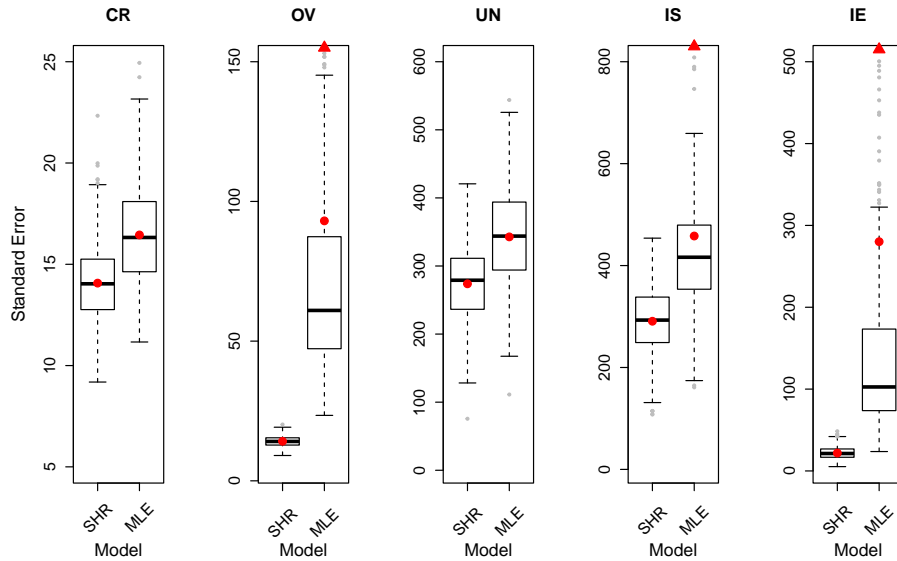 CR OV UN IS IE
Standard Error
5 10 15 20 25
0 50 100 150
0 100 200 300 400 500 600
0 200 400 600 800
0 100 200 300 400 500
SHR MLE SHR MLE SHR MLE SHR MLE SHR MLE
Model Model Model Model Model